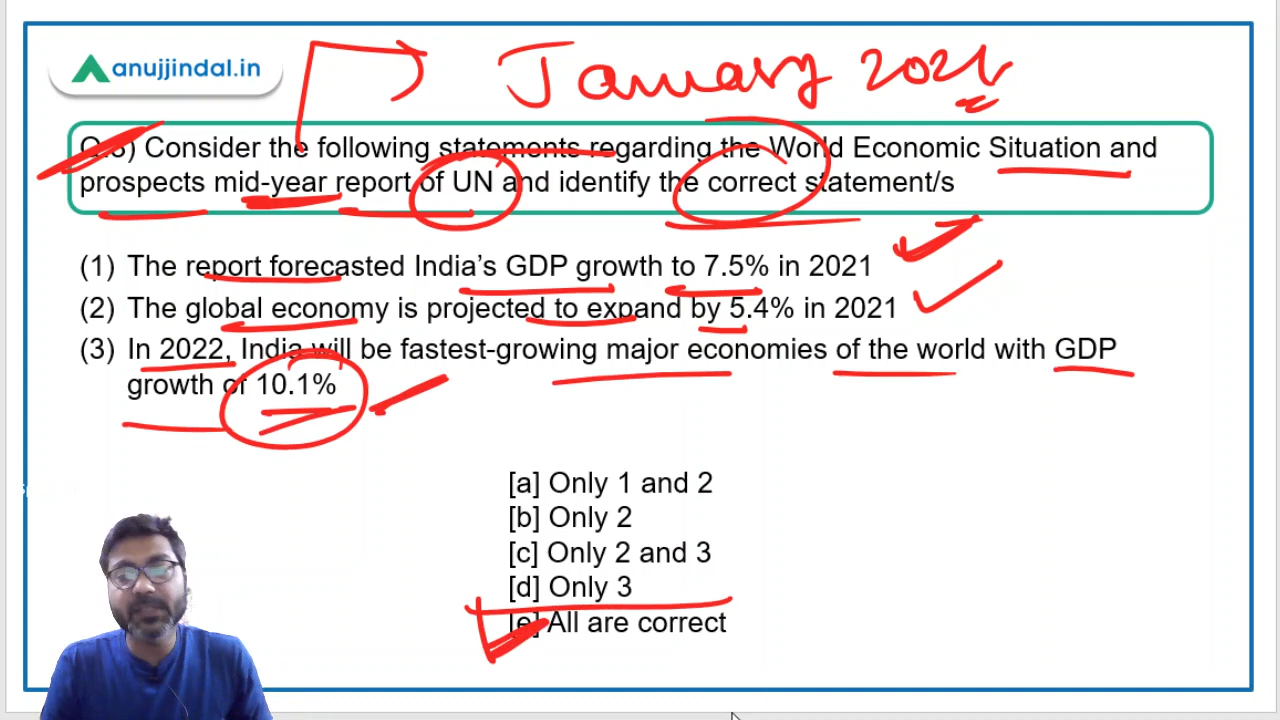 anujjindal.in
January 2021
Q.8) Consider the following statements regarding the World Economic Situation and
prospects mid-year report of UN and identify the correct statement/s
(1) The report forecasted India's GDP growth to 7.5% in 2021
(2) The global economy is projected to expand by 5.4% in 2021
(3) In 2022, India will be fastest-growing major economies of the world with GDP
growth of 10.1%
[a] Only 1 and 2
[b] Only 2
[c] Only 2 and 3
[d] Only 3
[e] All are correct